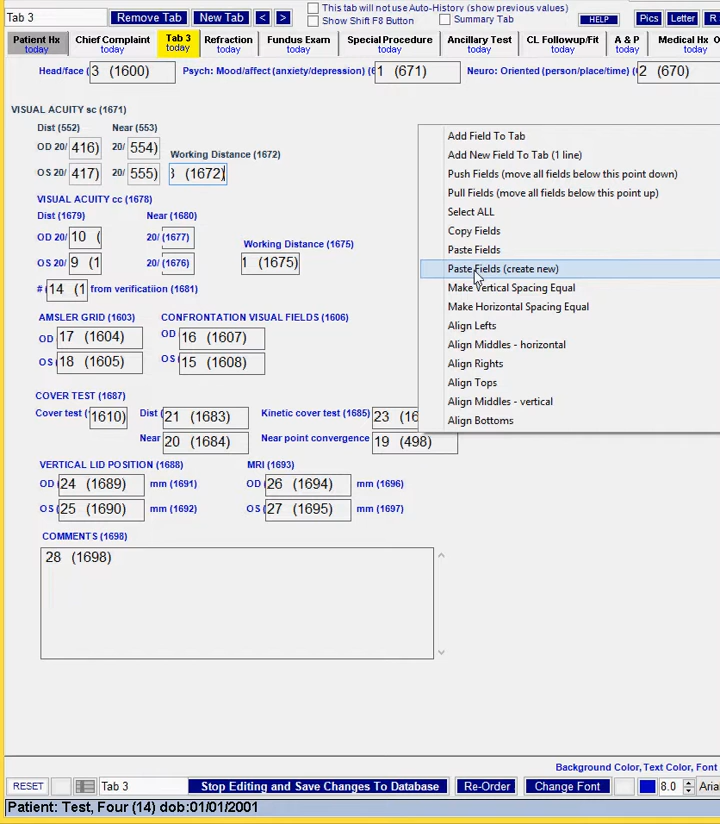 Tab 3 Remove Tab New Tab < > This tab will not use Auto-History (show previous values)
Show Shift F8 Button Summary Tab HELP Pics Letter R
Patient Hx today Chief Complaint today Tab 3 today Refraction today Fundus Exam today Special Procedure today Ancillary Test today CL Followup/Fit today A & P today Medical Hx today O
Head/face ( 3 (1600) Psych: Mood/affect (anxiety/depression) (6 1 (671) Neuro: Oriented (person/place/time) ( 2 (670)
VISUAL ACUITY sc (1671)
Dist (552) Near (553)
OD 20/ 416) 20/ 554) Working Distance (1672)
OS 20/ 417) 20/ 555) (1672)
VISUAL ACUITY cc (1678)
Dist (1679) Near (1680)
OD 20/ 10 ( 20/ (1677) Working Distance (1675)
OS 20/ 9 (1 20/ (1676) 1 (1675)
# (14 (1 from verificatiion (1681)
AMSLER GRID (1603) CONFRONTATION VISUAL FIELDS (1606)
OD 17 (1604) OD 16 (1607)
OS 18 (1605) OS 15 (1608)
COVER TEST (1687)
Cover test ( 1610) Dist ( 21 (1683) Kinetic cover test (1685) 23 (16
Near 20 (1684) Near point convergence 19 (498)
VERTICAL LID POSITION (1688) MRI (1693)
OD 24 (1689) mm (1691) OD 26 (1694) mm (1696)
OS 25 (1690) mm (1692) OS 27 (1695) mm (1697)
COMMENTS (1698)
28 (1698)
Add Field To Tab
Add New Field To Tab (1 line)
Push Fields (move all fields below this point down)
Pull Fields (move all fields below this point up)
Select ALL
Copy Fields
Paste Fields
Paste Fields (create new)
Make Vertical Spacing Equal
Make Horizontal Spacing Equal
Align Lefts
Align Middles - horizontal
Align Rights
Align Tops
Align Middles - vertical
Align Bottoms
Background Color, Text Color, Font
RESET Tab 3 Stop Editing and Save Changes To Database Re-Order Change Font 8.0 Aria
Patient: Test, Four (14) dob:01/01/2001